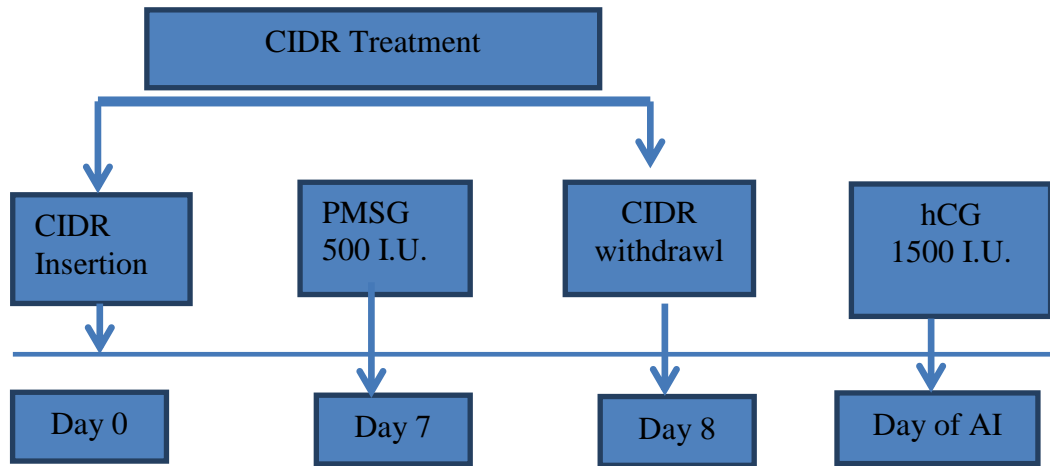 CIDR Treatment
CIDR
Insertion
PMSG
500 I.U.
CIDR
withdrawl
hCG
1500 I.U.
Day 0
Day 7
Day 8
Day of AI